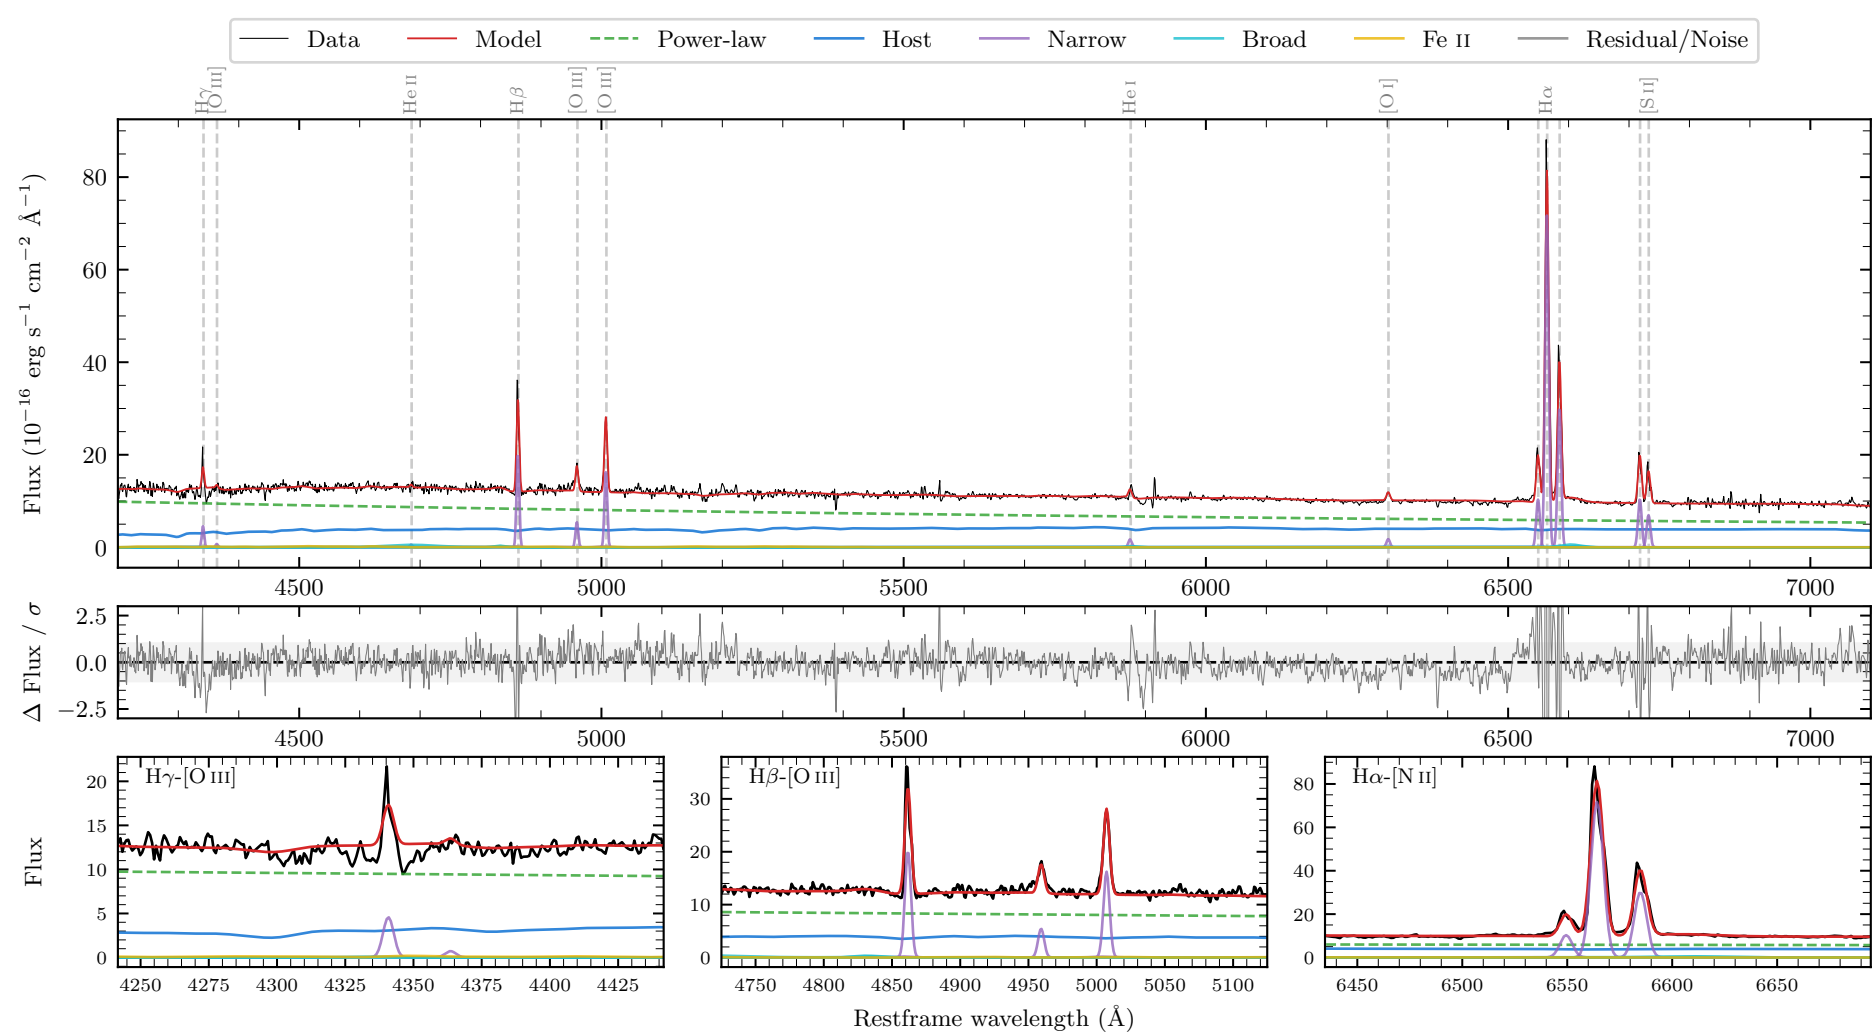 Data Model Power-law Host Narrow Broad Fe II Residual/Noise
Hγ [O III] He II Hβ [O III] [O III] He I [O I] Hα [S II]
Flux (10⁻¹⁶ erg s⁻¹ cm⁻² Å⁻¹)
80
60
40
20
0
4500 5000 5500 6000 6500 7000
Δ Flux / σ
2.5
0.0
−2.5
4500 5000 5500 6000 6500 7000
Flux
Hγ-[O III]
20
15
10
5
0
4250 4275 4300 4325 4350 4375 4400 4425
Hβ-[O III]
30
20
10
0
4750 4800 4850 4900 4950 5000 5050 5100
Hα-[N II]
80
60
40
20
0
6450 6500 6550 6600 6650
Restframe wavelength (Å)